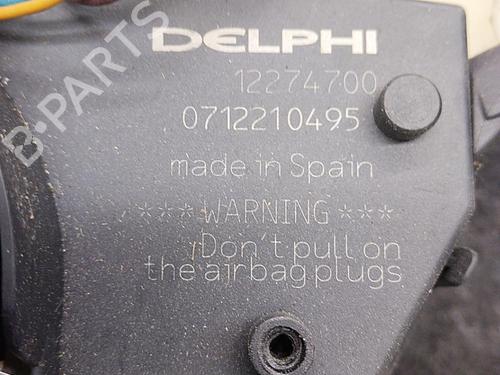 DELPHI
12274700
0712210495
made in Spain
****WARNING***
Don't pull on
the airbag plugs
B-PARTS